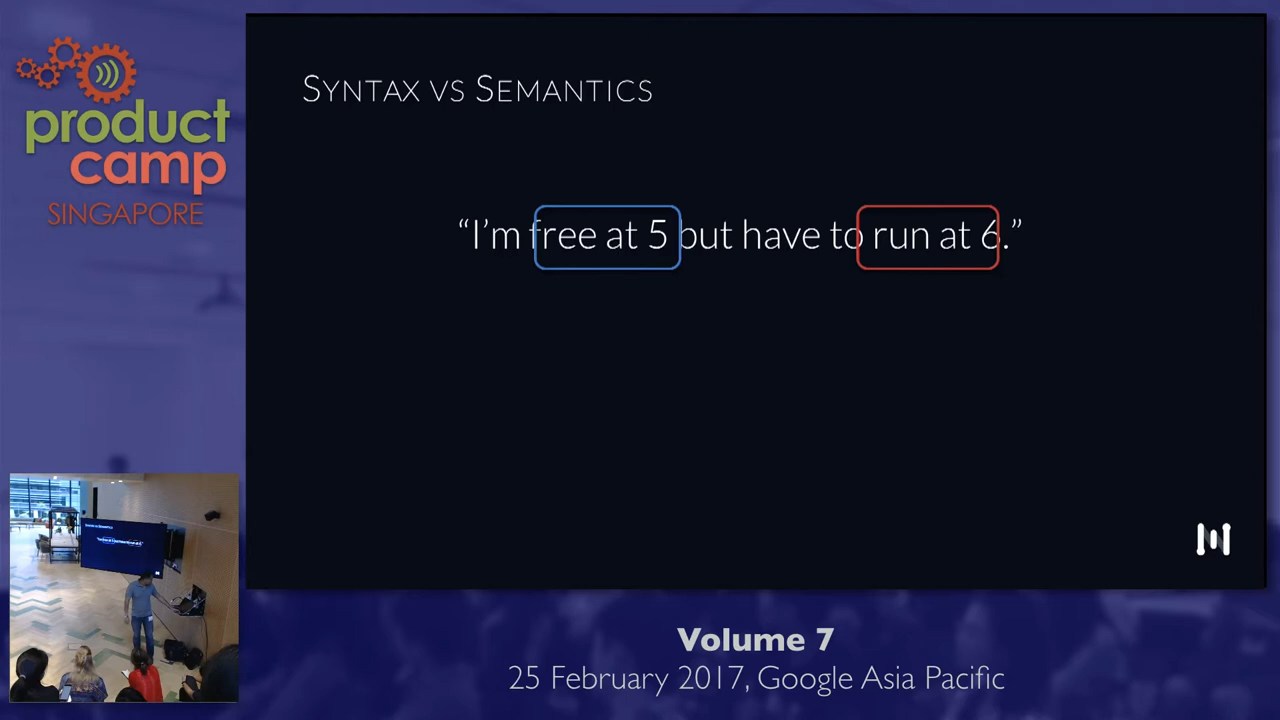 product
camp
SINGAPORE
SYNTAX VS SEMANTICS
“I’m free at 5 but have to run at 6.”
Volume 7
25 February 2017, Google Asia Pacific